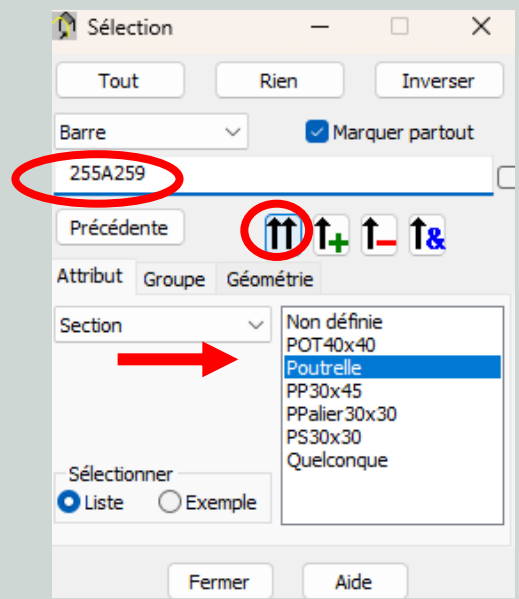 Sélection
Tout Rien Inverser
Barre Marquer partout
255A259
Précédente
Attribut Groupe Géométrie
Section
Non définie
POT40x40
Poutrelle
PP30x45
PPalier30x30
PS30x30
Quelconque
Sélectionner
Liste Exemple
Fermer Aide